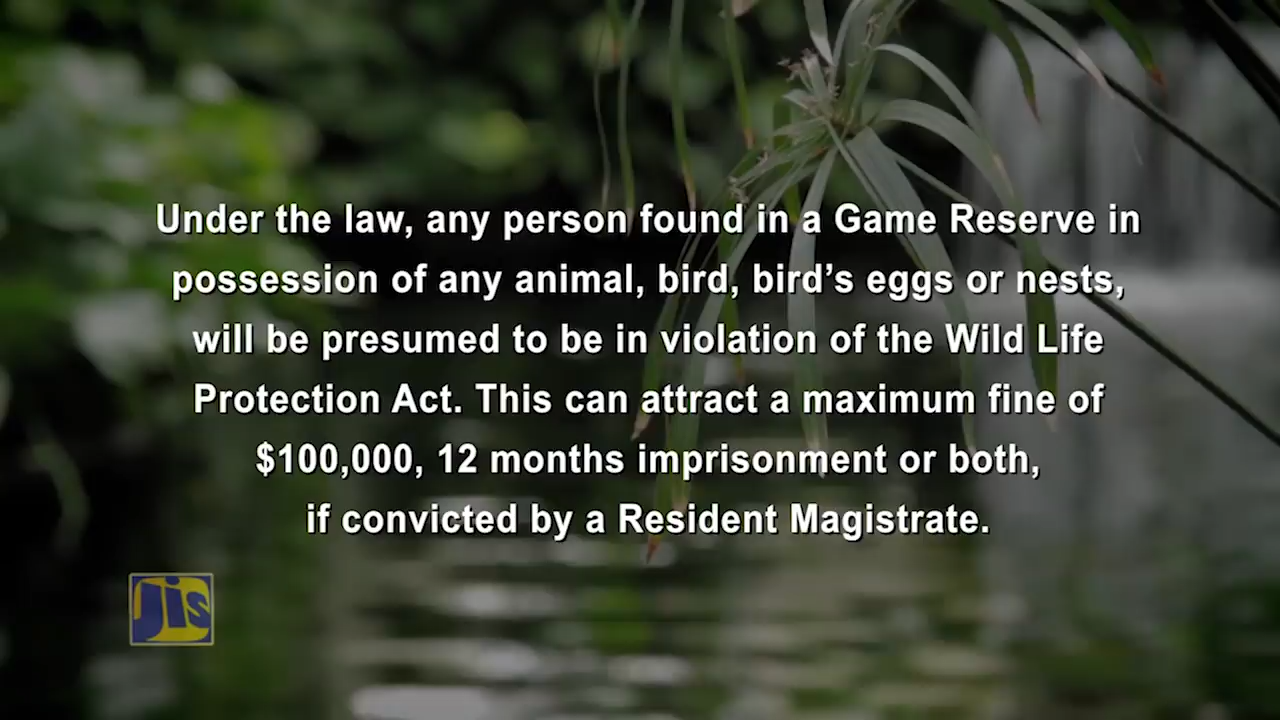 Under the law, any person found in a Game Reserve in
possession of any animal, bird, bird’s eggs or nests,
will be presumed to be in violation of the Wild Life
Protection Act. This can attract a maximum fine of
$100,000, 12 months imprisonment or both,
if convicted by a Resident Magistrate.
Jis